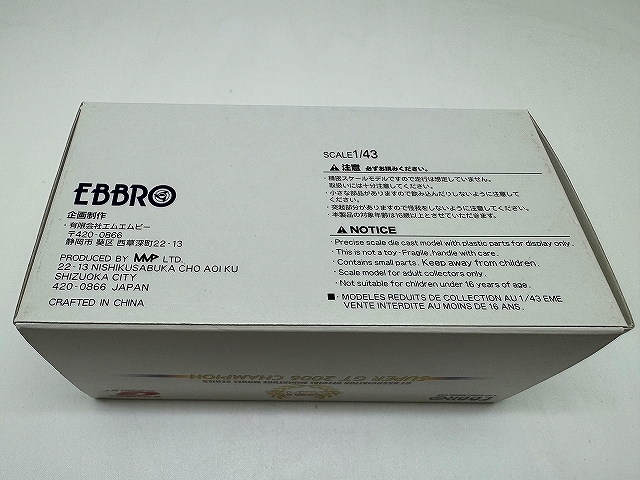 EBBRO
企画制作
・有限会社エムエムピー
〒420-0866
静岡市 葵区 西草深町22-13
PRODUCED BY MMP LTD.
22-13 NISHIKUSABUKA CHO AOI KU
SHIZUOKA CITY
420-0866 JAPAN
CRAFTED IN CHINA
SCALE1/43
⚠注意 必ずお読みください。
・精密スケールモデルですので走行は想定していません。
取扱いには十分注意してください。
・小さな部品がありますので飲み込んだりしないように注意して
ください。
・突起部分がありますので怪我をしないように注意してください。
・本製品の対象年齢は16歳以上とさせていただきます。
⚠NOTICE
・Precise scale die cast model with plastic parts for display only.
・This is not a toy-Fragile, handle with care.
・Contains small parts. Keep away from children.
・Scale model for adult collectors only.
・Not suitable for children under 16 years of age.
■・MODELES REDUITS DE COLLECTION AU 1/43 EME
VENTE INTERDITE AU MOINS DE 16 ANS.
SUPER GT 2006 CHAMPION
EBBRO